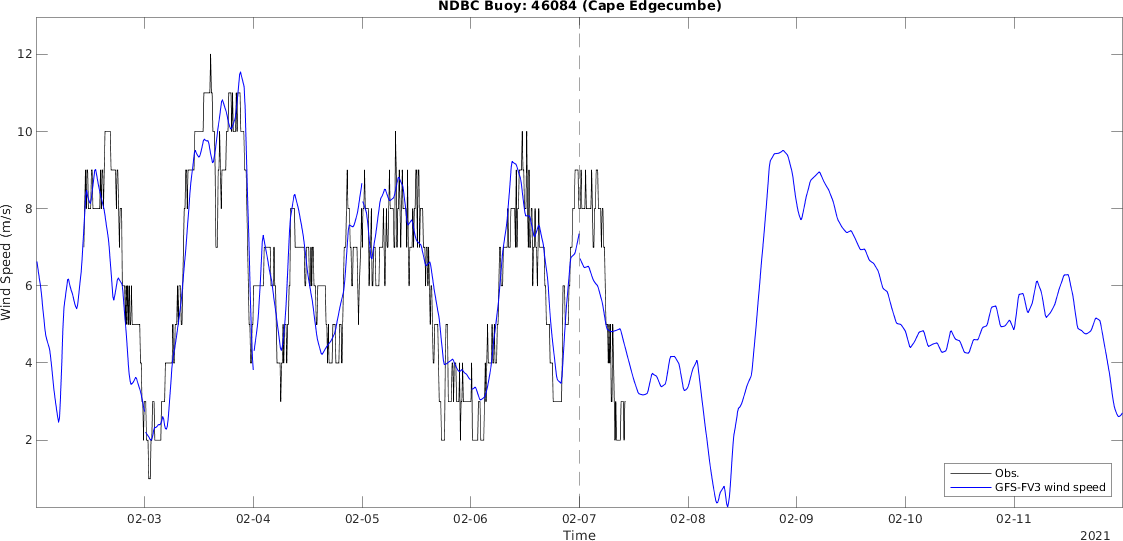 NDBC Buoy: 46084 (Cape Edgecumbe)
12
10
8
6
4
2
Wind Speed (m/s)
02-03 02-04 02-05 02-06 02-07 02-08 02-09 02-10 02-11
Time
2021
Obs.
GFS-FV3 wind speed